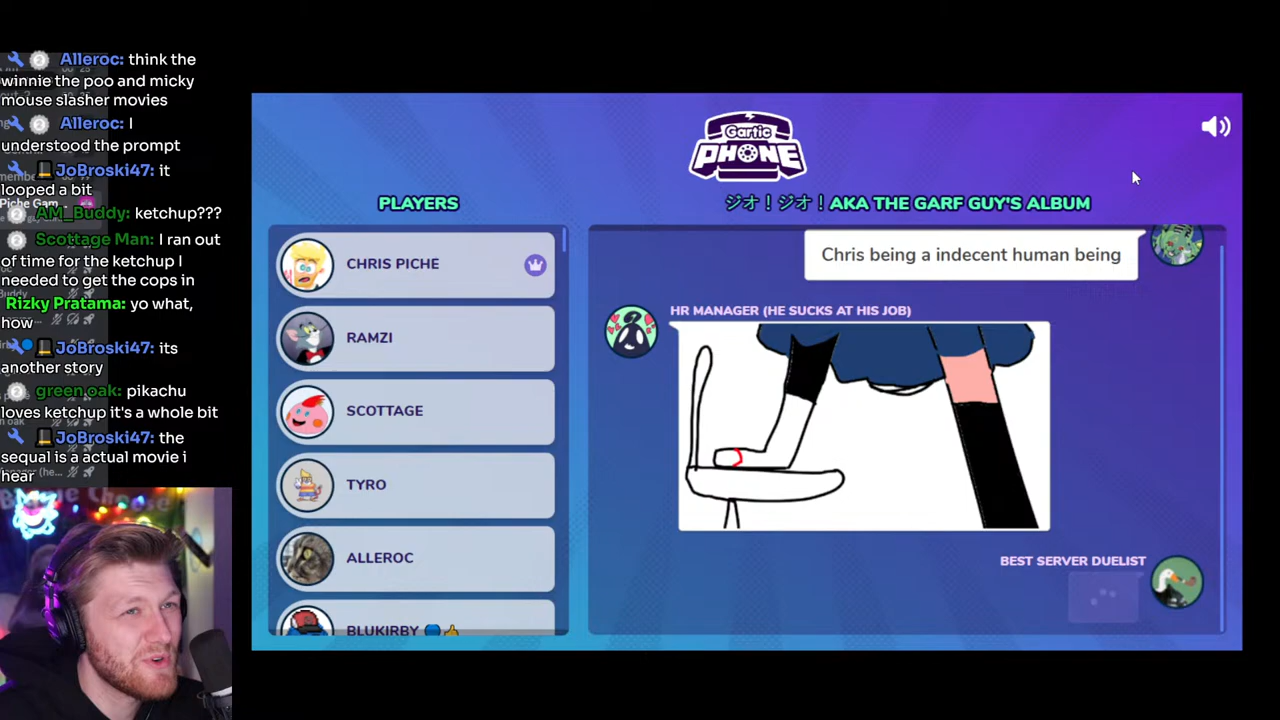 Alleroc: think the
winnie the poo and micky
mouse slasher movies
Alleroc: I
understood the prompt
JoBroski47: it
looped a bit
AM_Buddy: ketchup???
Scottage Man: I ran out
of time for the ketchup I
needed to get the cops in
Rizky Pratama: yo what,
how
JoBroski47: its
another story
green oak: pikachu
loves ketchup it's a whole bit
JoBroski47: the
sequal is a actual movie i
hear
Gartic
PHONE
PLAYERS
CHRIS PICHE
RAMZI
SCOTTAGE
TYRO
ALLEROC
BLUKIRBY
ジオ！ジオ！AKA THE GARF GUY'S ALBUM
Chris being a indecent human being
HR MANAGER (HE SUCKS AT HIS JOB)
BEST SERVER DUELIST